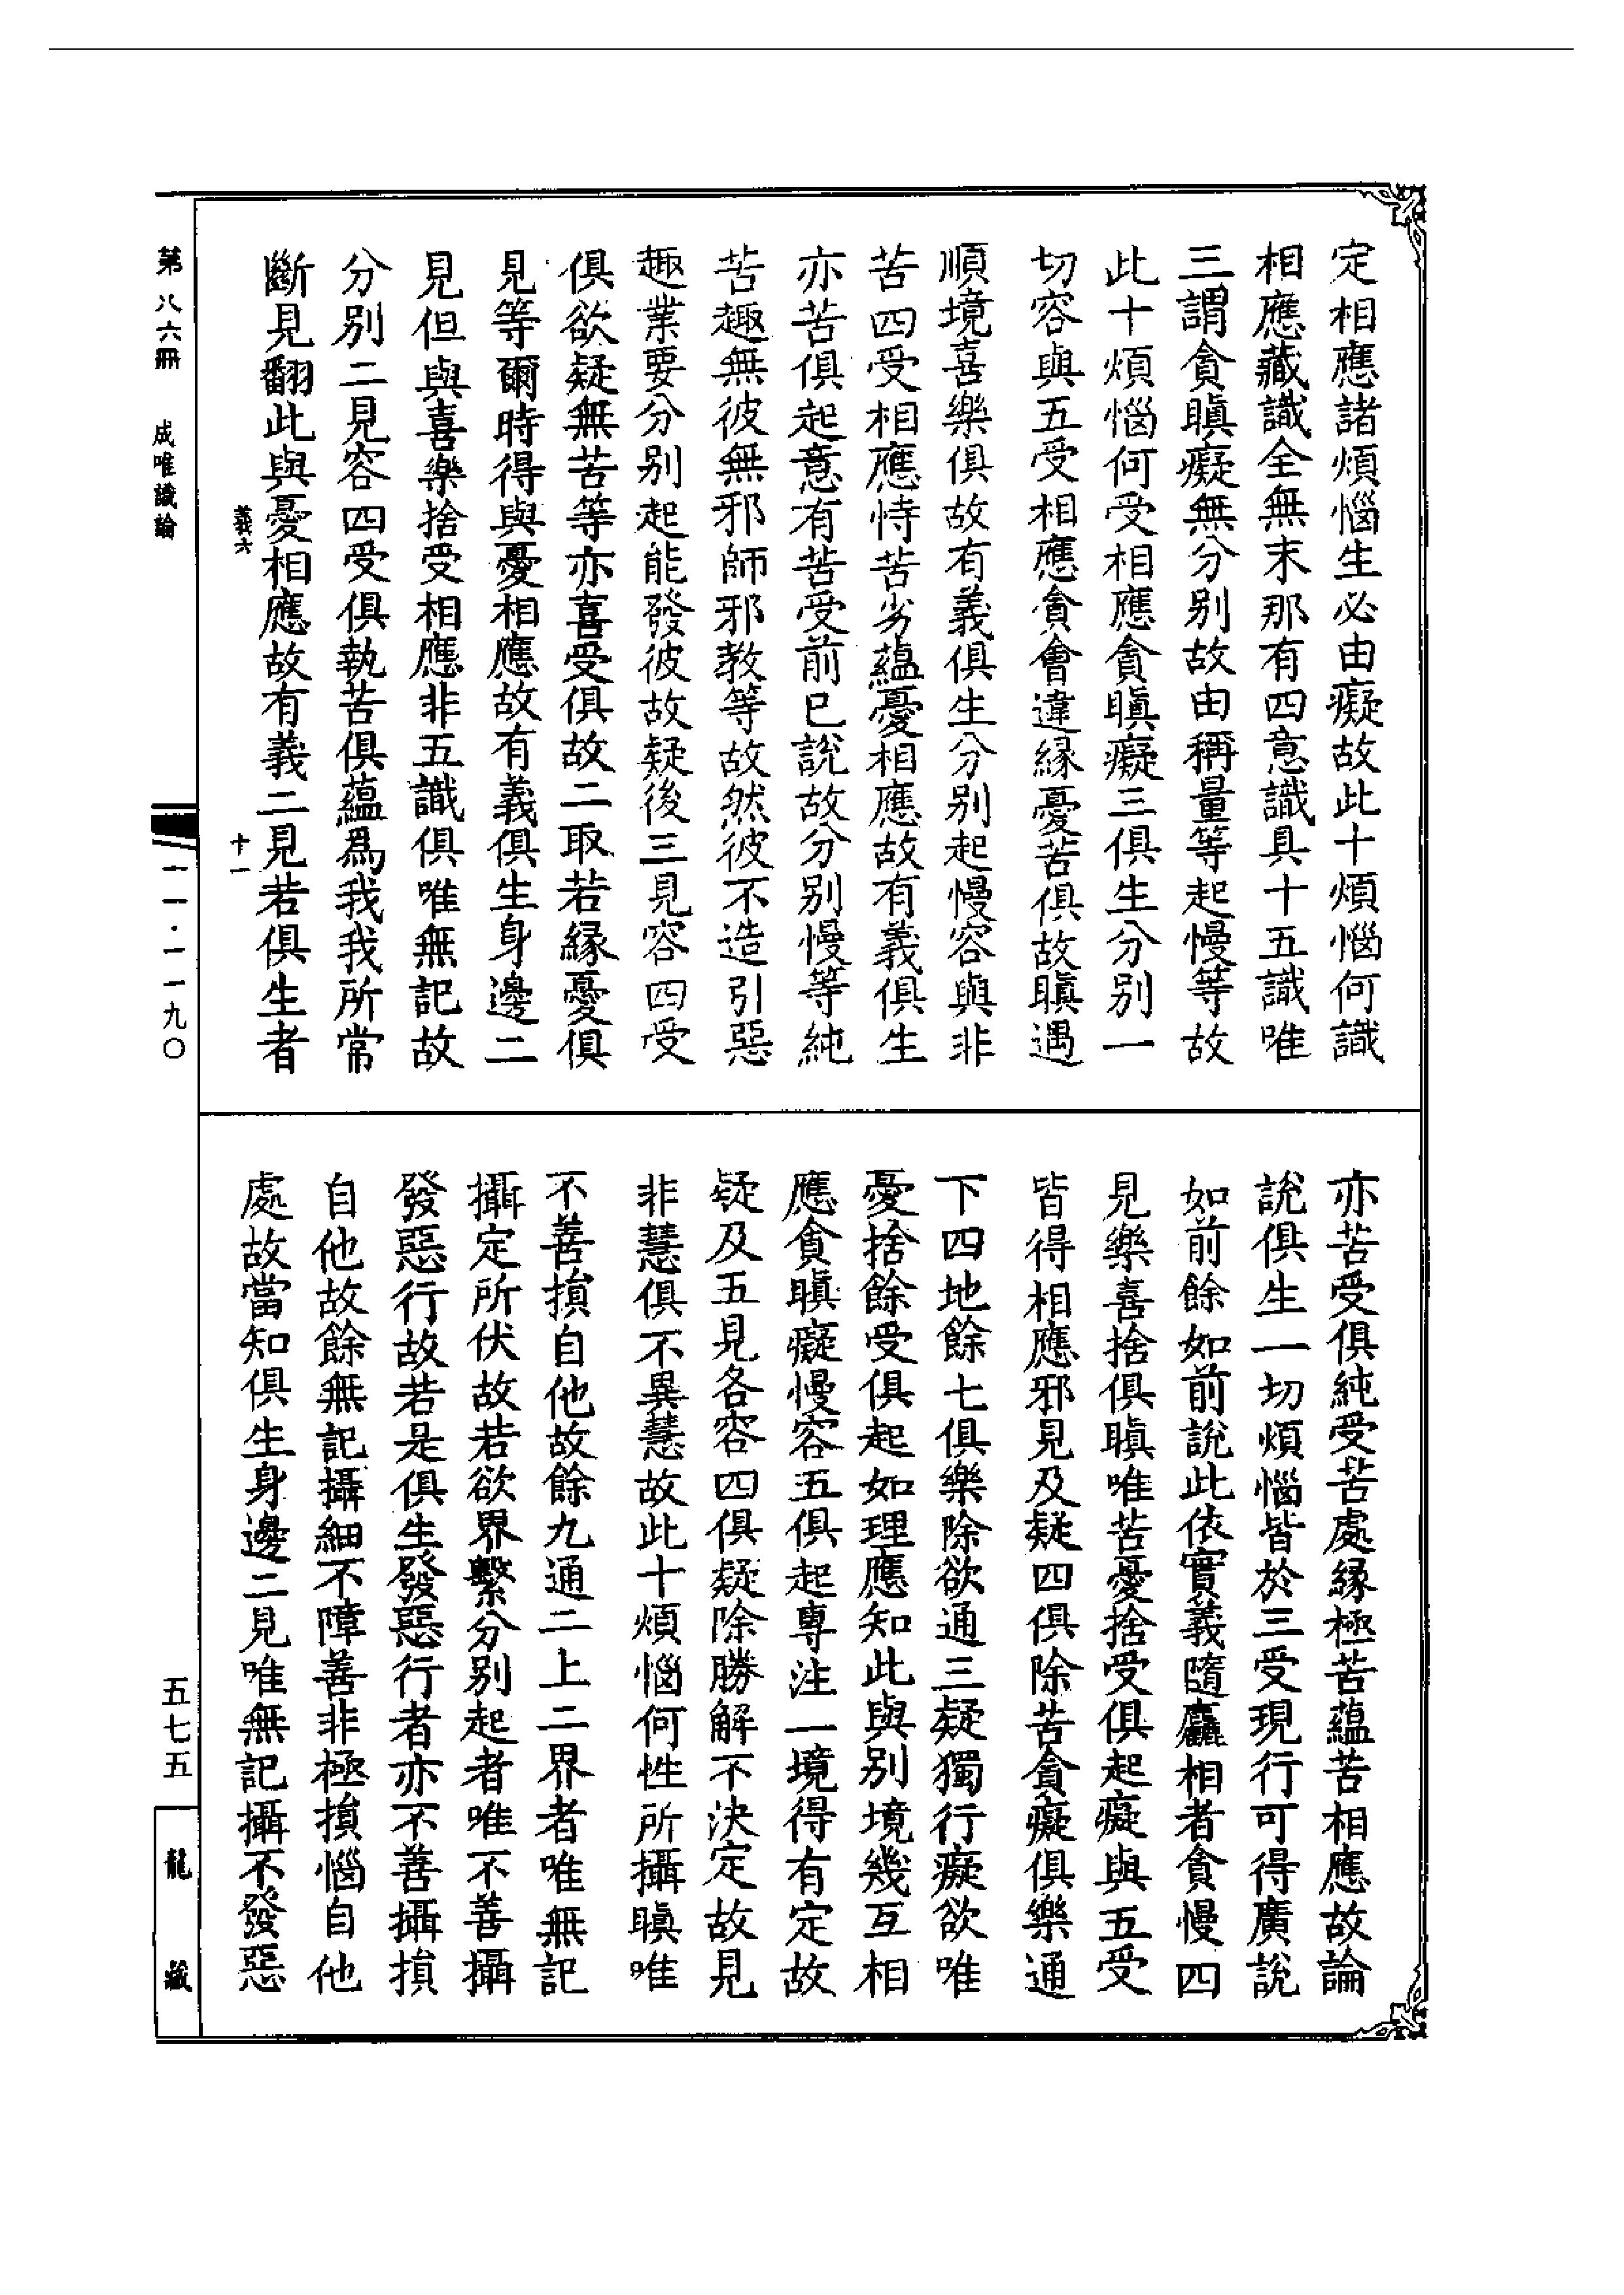 定相應諸煩惱生必由癡故此十煩惱何識
相應藏識全無末那有四意識具十五識唯
三謂貪瞋癡無分別故由稱量等起慢等故
此十煩惱何受相應貪瞋癡三俱生分別一
切容與五受相應貪會違緣憂苦俱故瞋遇
順境喜樂俱故有義俱生分別起慢容與非
苦四受相應恃苦劣蘊憂相應故有義俱生
亦苦俱起意有苦受前已說故分別慢等純
苦趣無彼無邪師邪教等故然彼不造引惡
趣業要分別起能發彼故疑後三見容四受
俱欲疑無苦等亦喜受俱故二取若緣憂俱
見等爾時得與憂相應故有義俱生身邊二
見但與喜樂捨受相應非五識俱唯無記故
分別二見容四受俱執苦俱蘊為我我所常
斷見翻此與憂相應故有義二見若俱生者
亦苦受俱純受苦處緣極苦蘊苦相應故論
說俱生一切煩惱皆於三受現行可得廣說
如前餘如前說此依實義隨麤相者貪慢四
見樂喜捨俱瞋唯苦憂捨受俱起癡與五受
皆得相應邪見及疑四俱除苦貪癡俱樂通
下四地餘七俱樂除欲通三疑獨行癡欲唯
憂捨餘受俱起如理應知此與別境幾互相
應貪瞋癡慢容五俱起專注一境得有定故
疑及五見各容四俱疑除勝解不決定故見
非慧俱不異慧故此十煩惱何性所攝瞋唯
不善損自他故餘九通二上二界者唯無記
攝定所伏故若欲界繫分別起者唯不善攝
發惡行故若是俱生發惡行者亦不善攝損
自他故餘無記攝細不障善非極損惱自他
處故當知俱生身邊二見唯無記攝不發惡
義六
十一
第八六冊
成唯識論
一一·一一九〇
五七五
龍藏